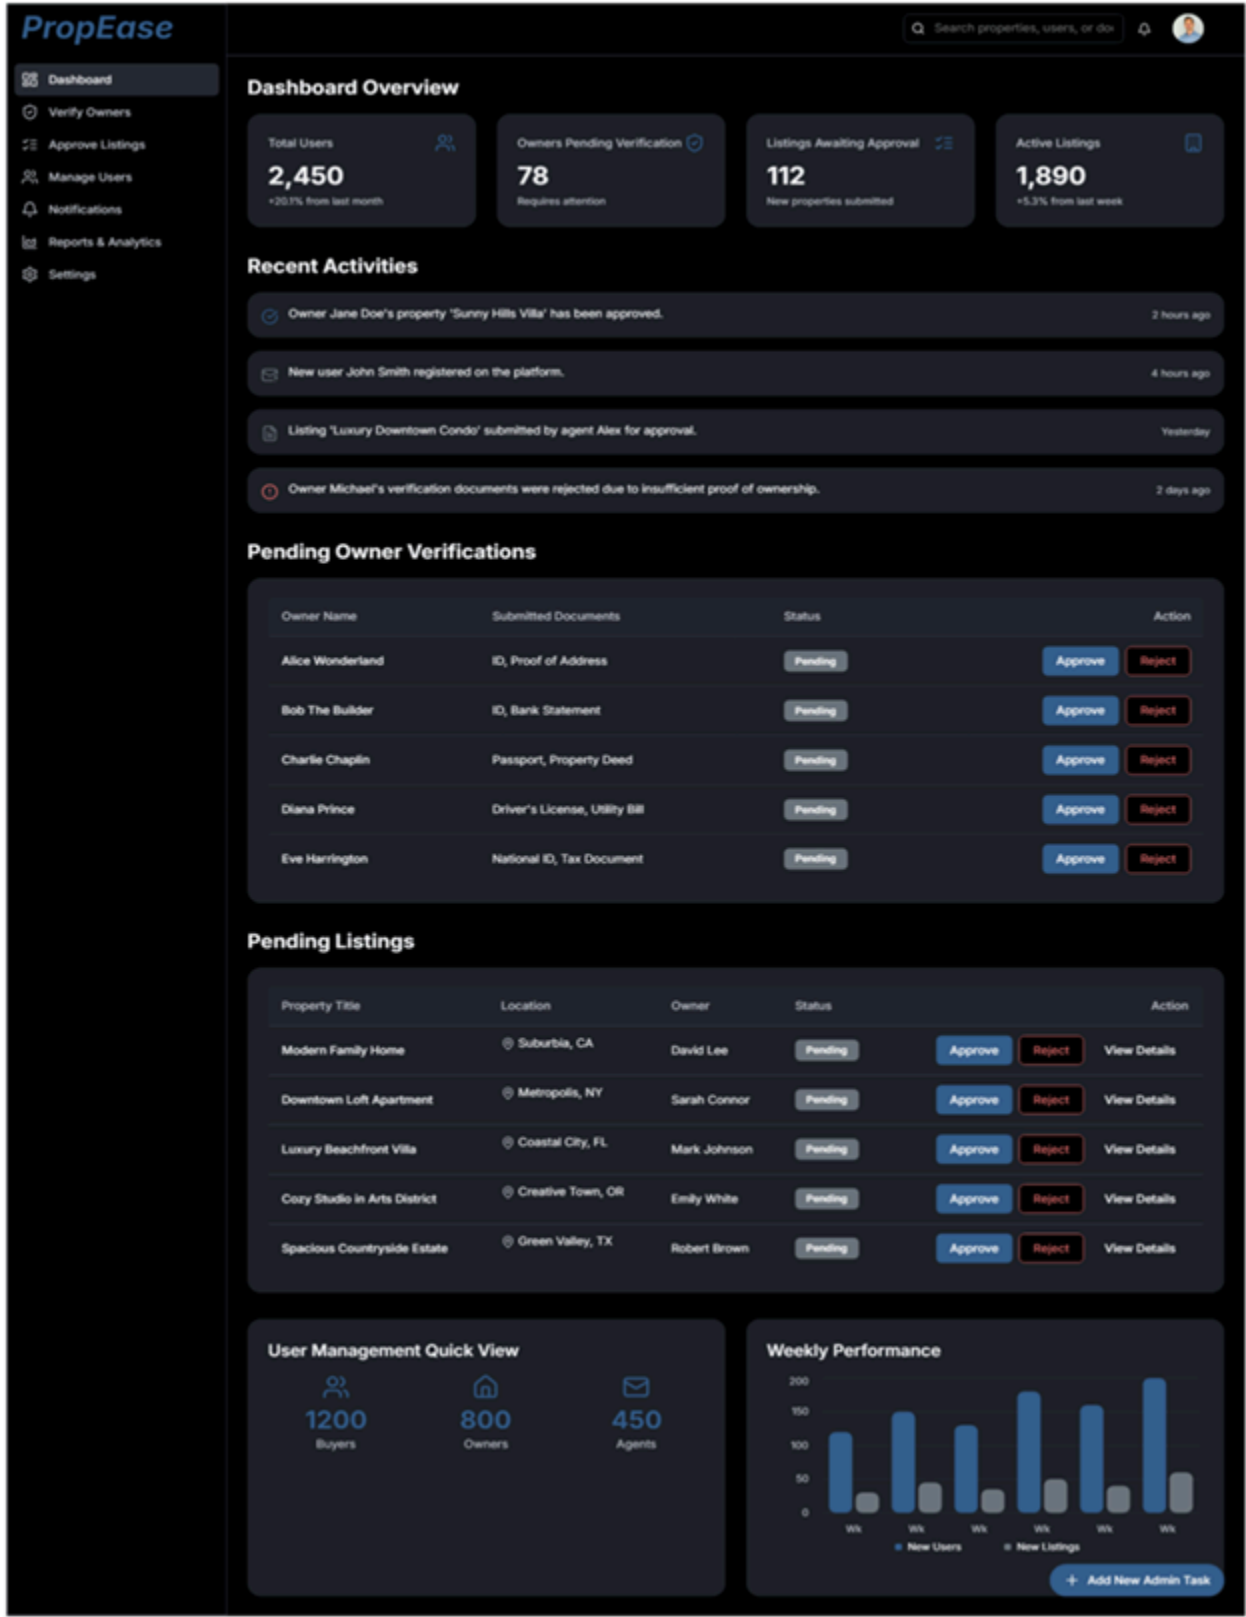 PropEase
Search properties, users, or do
Dashboard
Verify Owners
Approve Listings
Manage Users
Notifications
Reports & Analytics
Settings
Dashboard Overview
Total Users
2,450
+20.1% from last month
Owners Pending Verification
78
Requires attention
Listings Awaiting Approval
112
New properties submitted
Active Listings
1,890
+5.3% from last week
Recent Activities
Owner Jane Doe's property 'Sunny Hills Villa' has been approved. 2 hours ago
New user John Smith registered on the platform. 4 hours ago
Listing 'Luxury Downtown Condo' submitted by agent Alex for approval. Yesterday
Owner Michael's verification documents were rejected due to insufficient proof of ownership. 2 days ago
Pending Owner Verifications
Owner Name Submitted Documents Status Action
Alice Wonderland ID, Proof of Address Pending Approve Reject
Bob The Builder ID, Bank Statement Pending Approve Reject
Charlie Chaplin Passport, Property Deed Pending Approve Reject
Diana Prince Driver's License, Utility Bill Pending Approve Reject
Eve Harrington National ID, Tax Document Pending Approve Reject
Pending Listings
Property Title Location Owner Status Action
Modern Family Home Suburbia, CA David Lee Pending Approve Reject View Details
Downtown Loft Apartment Metropolis, NY Sarah Connor Pending Approve Reject View Details
Luxury Beachfront Villa Coastal City, FL Mark Johnson Pending Approve Reject View Details
Cozy Studio in Arts District Creative Town, OR Emily White Pending Approve Reject View Details
Spacious Countryside Estate Green Valley, TX Robert Brown Pending Approve Reject View Details
User Management Quick View
1200 800 450
Buyers Owners Agents
Weekly Performance
200
150
100
50
0
Wk Wk Wk Wk Wk Wk
New Users New Listings
+ Add New Admin Task